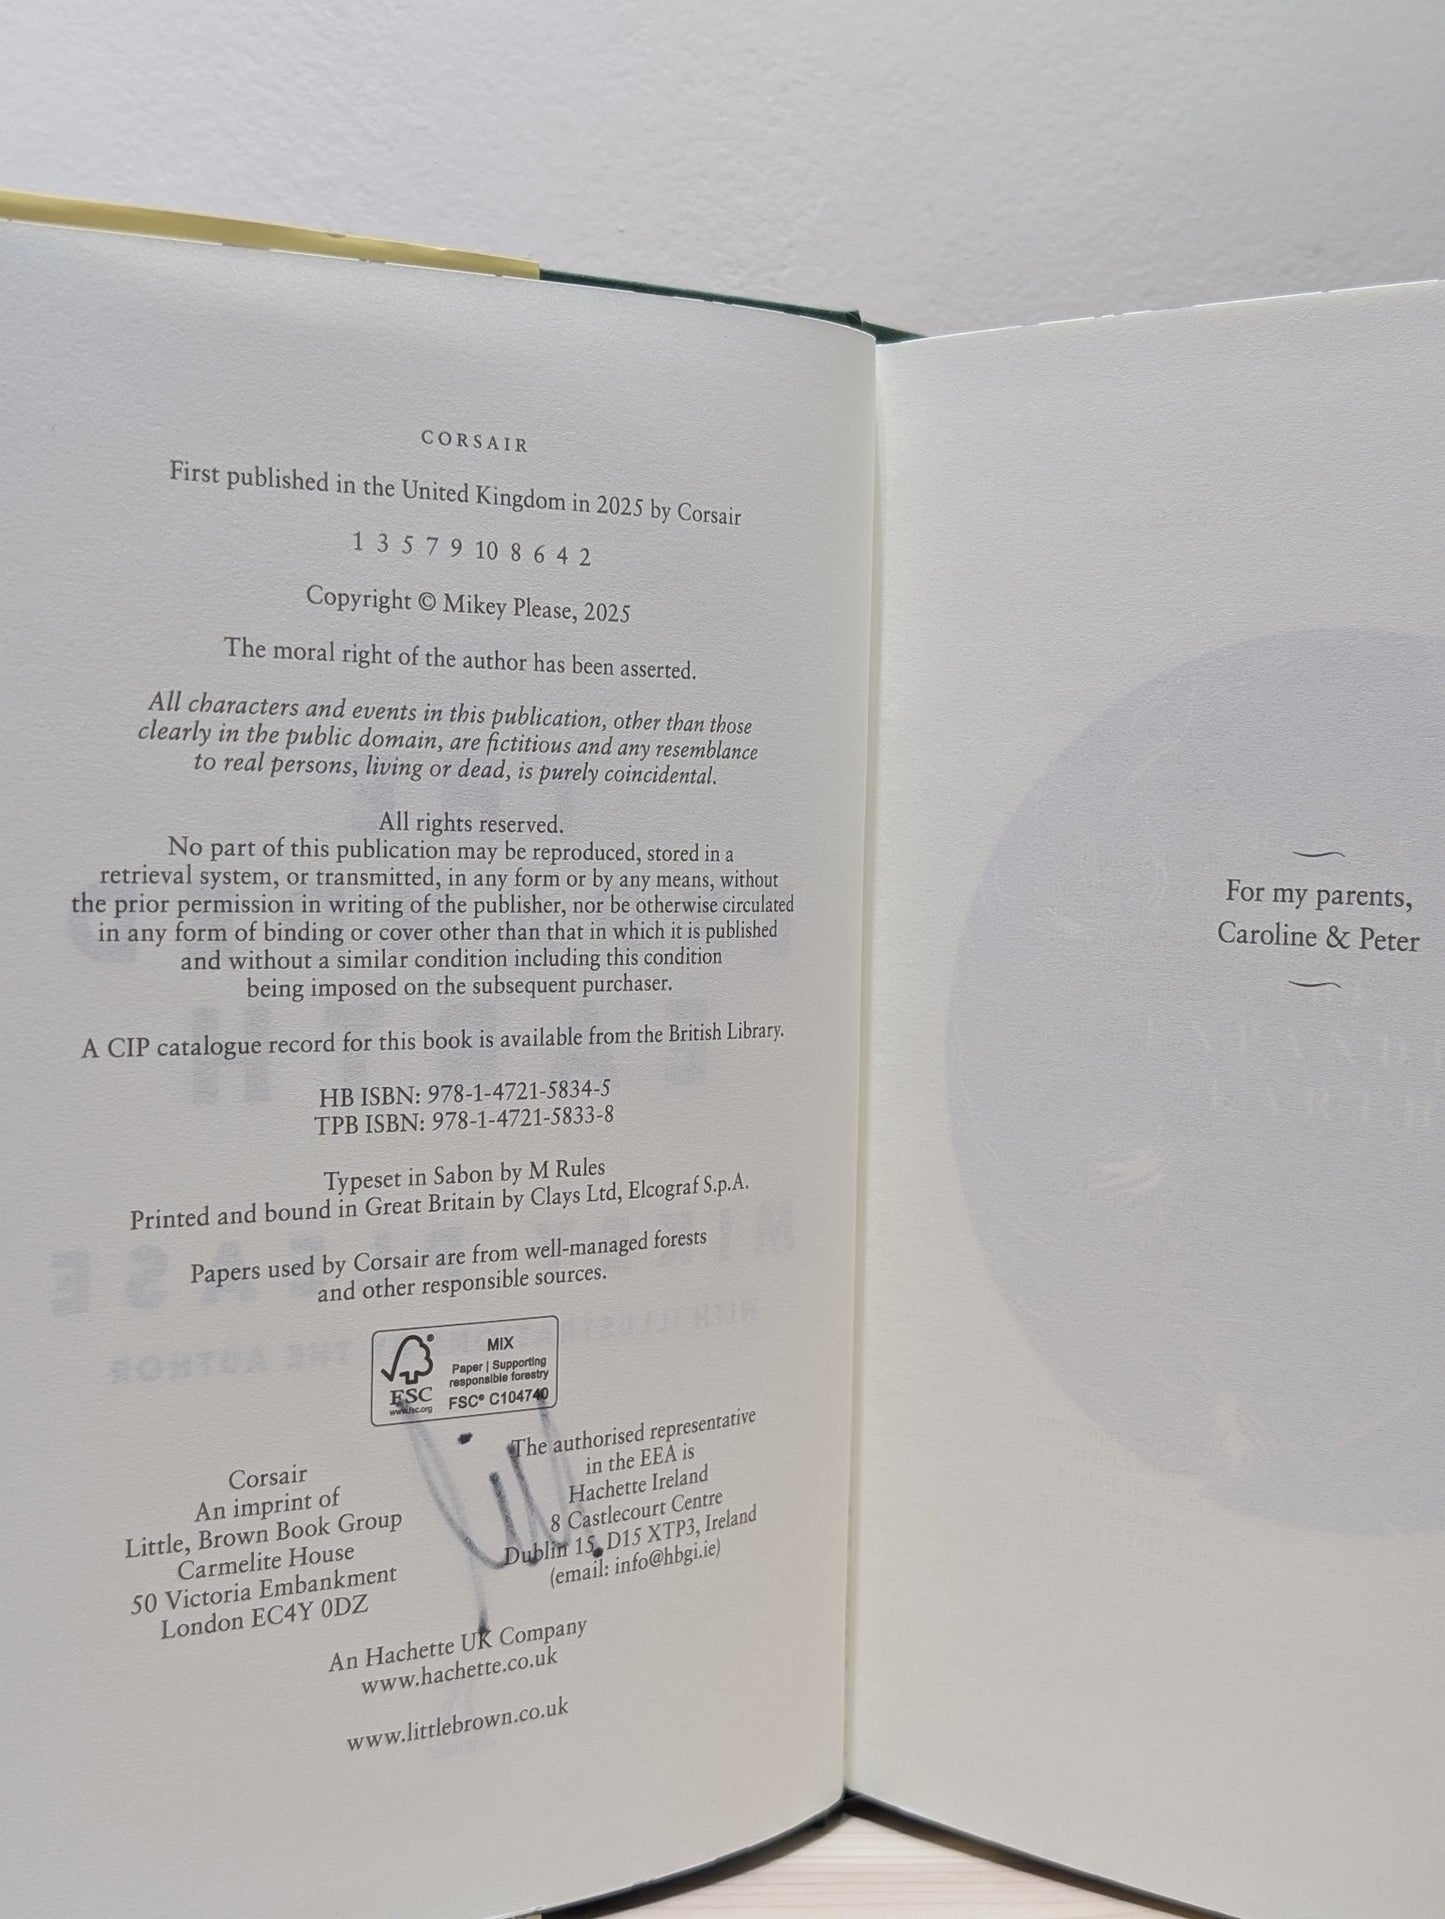 CORSAIR
First published in the United Kingdom in 2025 by Corsair
1 3 5 7 9 10 8 6 4 2
Copyright © Mikey Please, 2025
The moral right of the author has been asserted.
All characters and events in this publication, other than those
clearly in the public domain, are fictitious and any resemblance
to real persons, living or dead, is purely coincidental.
All rights reserved.
No part of this publication may be reproduced, stored in a
retrieval system, or transmitted, in any form or by any means, without
the prior permission in writing of the publisher, nor be otherwise circulated
in any form of binding or cover other than that in which it is published
and without a similar condition including this condition
being imposed on the subsequent purchaser.
A CIP catalogue record for this book is available from the British Library.
HB ISBN: 978-1-4721-5834-5
TPB ISBN: 978-1-4721-5833-8
Typeset in Sabon by M Rules
Printed and bound in Great Britain by Clays Ltd, Elcograf S.p.A.
Papers used by Corsair are from well-managed forests
and other responsible sources.
FSC
www.fsc.org
MIX
Paper | Supporting
responsible forestry
FSC® C104740
Corsair
An imprint of
Little, Brown Book Group
Carmelite House
50 Victoria Embankment
London EC4Y 0DZ
The authorised representative
in the EEA is
Hachette Ireland
8 Castlecourt Centre
Dublin 15, D15 XTP3, Ireland
(email: info@hbgi.ie)
An Hachette UK Company
www.hachette.co.uk
www.littlebrown.co.uk
For my parents,
Caroline & Peter